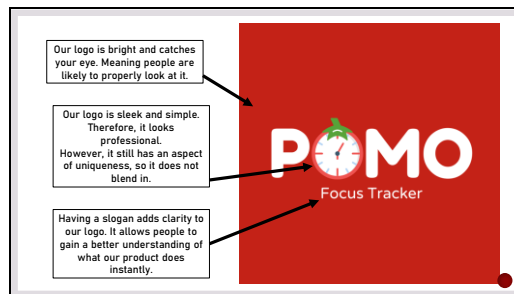 Our logo is bright and catches
your eye. Meaning people are
likely to properly look at it.
Our logo is sleek and simple.
Therefore, it looks
professional.
However, it still has an aspect
of uniqueness, so it does not
blend in.
Having a slogan adds clarity to
our logo. It allows people to
gain a better understanding of
what our product does
instantly.
POMO
Focus Tracker